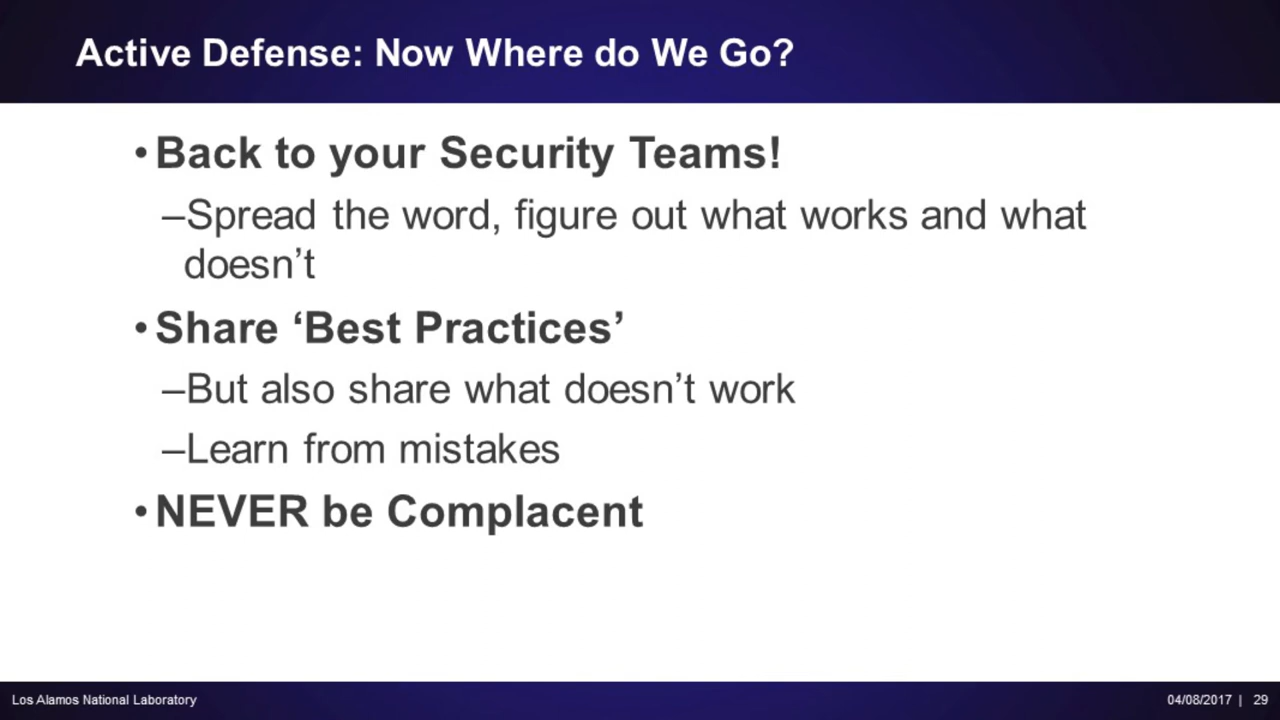 Active Defense: Now Where do We Go?
•Back to your Security Teams!
–Spread the word, figure out what works and what
doesn’t
•Share ‘Best Practices’
–But also share what doesn’t work
–Learn from mistakes
•NEVER be Complacent
Los Alamos National Laboratory
04/08/2017 | 29